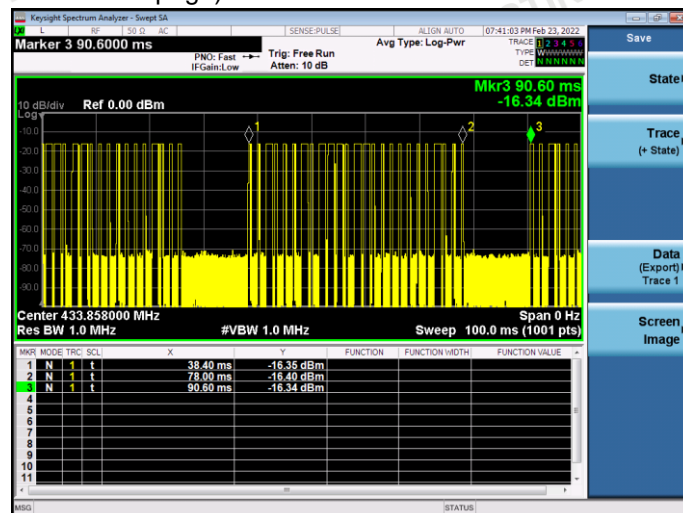 Keysight Spectrum Analyzer - Swept SA
L RF 50 Ω AC SENSE:PULSE ALIGN AUTO 07:41:03 PM Feb 23, 2022
Marker 3 90.6000 ms
PNO: Fast
IFGain:Low
Trig: Free Run
Atten: 10 dB
Avg Type: Log-Pwr
TRACE 1 2 3 4 5 6
TYPE WWWWWW
DET N N N N N N
Save
Mkr3 90.60 ms
-16.34 dBm
10 dB/div Ref 0.00 dBm
Log
1
2
3
-10.0
-20.0
-30.0
-40.0
-50.0
-60.0
-70.0
-80.0
-90.0
Center 433.858000 MHz
Span 0 Hz
Res BW 1.0 MHz
#VBW 1.0 MHz
Sweep 100.0 ms (1001 pts)
MKR MODE TRC SCL X Y FUNCTION FUNCTION WIDTH FUNCTION VALUE
1 N 1 t 38.40 ms -16.35 dBm
2 N 1 t 78.00 ms -16.40 dBm
3 N 1 t 90.60 ms -16.34 dBm
4
5
6
7
8
9
10
11
MSG
STATUS
State
Trace
(+ State)
Data
(Export)
Trace 1
Screen
Image